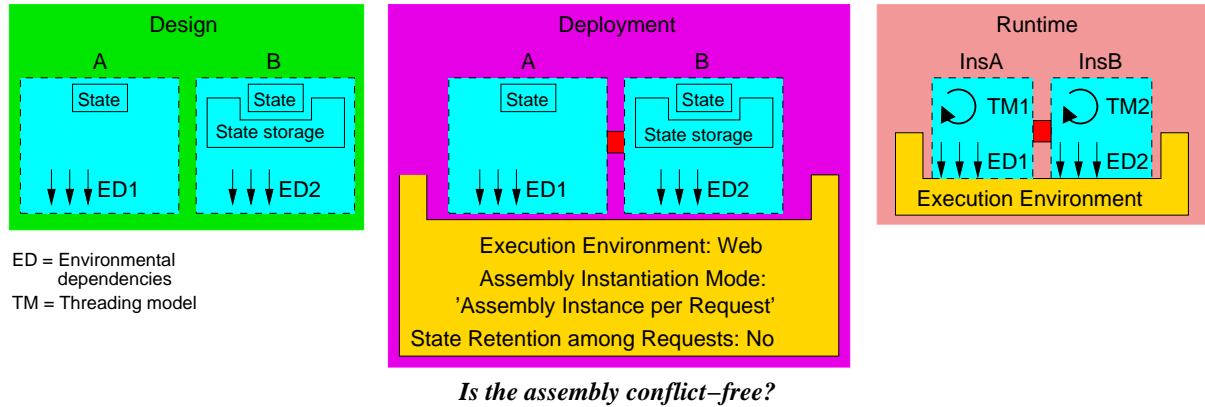 Design
A
B
State
State
State storage
ED1
ED2
ED = Environmental
dependencies
TM = Threading model
Deployment
A
B
State
State
State storage
ED1
ED2
Execution Environment: Web
Assembly Instantiation Mode:
’Assembly Instance per Request’
State Retention among Requests: No
Runtime
InsA
InsB
TM1
TM2
ED1
ED2
Execution Environment
Is the assembly conflict–free?